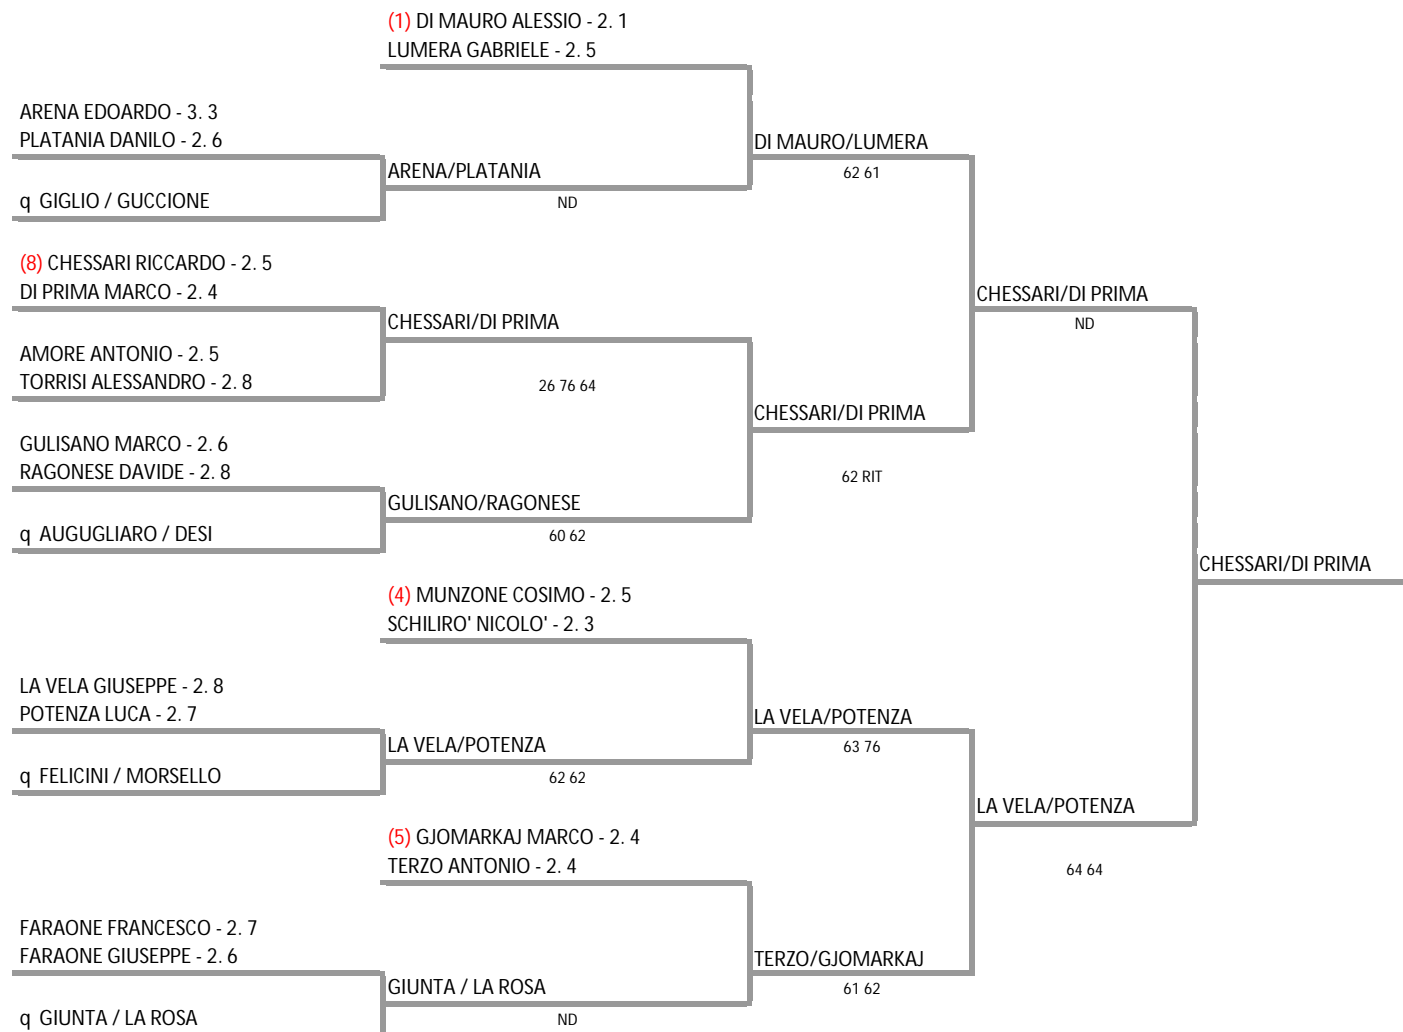 (1) DI MAURO ALESSIO - 2. 1
LUMERA GABRIELE - 2. 5
ARENA EDOARDO - 3. 3
PLATANIA DANILO - 2. 6
DI MAURO/LUMERA
ARENA/PLATANIA
62 61
q GIGLIO / GUCCIONE
ND
(8) CHESSARI RICCARDO - 2. 5
DI PRIMA MARCO - 2. 4
CHESSARI/DI PRIMA
CHESSARI/DI PRIMA
ND
AMORE ANTONIO - 2. 5
TORRISI ALESSANDRO - 2. 8
26 76 64
CHESSARI/DI PRIMA
GULISANO MARCO - 2. 6
RAGONESE DAVIDE - 2. 8
62 RIT
GULISANO/RAGONESE
q AUGUGLIARO / DESI
60 62
CHESSARI/DI PRIMA
(4) MUNZONE COSIMO - 2. 5
SCHILIRO' NICOLO' - 2. 3
LA VELA GIUSEPPE - 2. 8
POTENZA LUCA - 2. 7
LA VELA/POTENZA
LA VELA/POTENZA
63 76
q FELICINI / MORSELLO
62 62
LA VELA/POTENZA
(5) GJOMARKAJ MARCO - 2. 4
TERZO ANTONIO - 2. 4
64 64
FARAONE FRANCESCO - 2. 7
FARAONE GIUSEPPE - 2. 6
TERZO/GJOMARKAJ
GIUNTA / LA ROSA
61 62
q GIUNTA / LA ROSA
ND